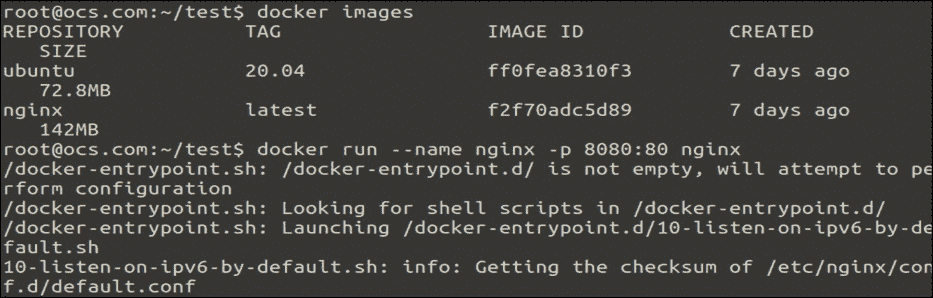 root@ocs.com:~/test$ docker images
REPOSITORY TAG IMAGE ID CREATED
SIZE
ubuntu 20.04 ff0fea8310f3 7 days ago
72.8MB
nginx latest f2f70adc5d89 7 days ago
142MB
root@ocs.com:~/test$ docker run --name nginx -p 8080:80 nginx
/docker-entrypoint.sh: /docker-entrypoint.d/ is not empty, will attempt to pe
rform configuration
/docker-entrypoint.sh: Looking for shell scripts in /docker-entrypoint.d/
/docker-entrypoint.sh: Launching /docker-entrypoint.d/10-listen-on-ipv6-by-de
fault.sh
10-listen-on-ipv6-by-default.sh: info: Getting the checksum of /etc/nginx/con
f.d/default.conf